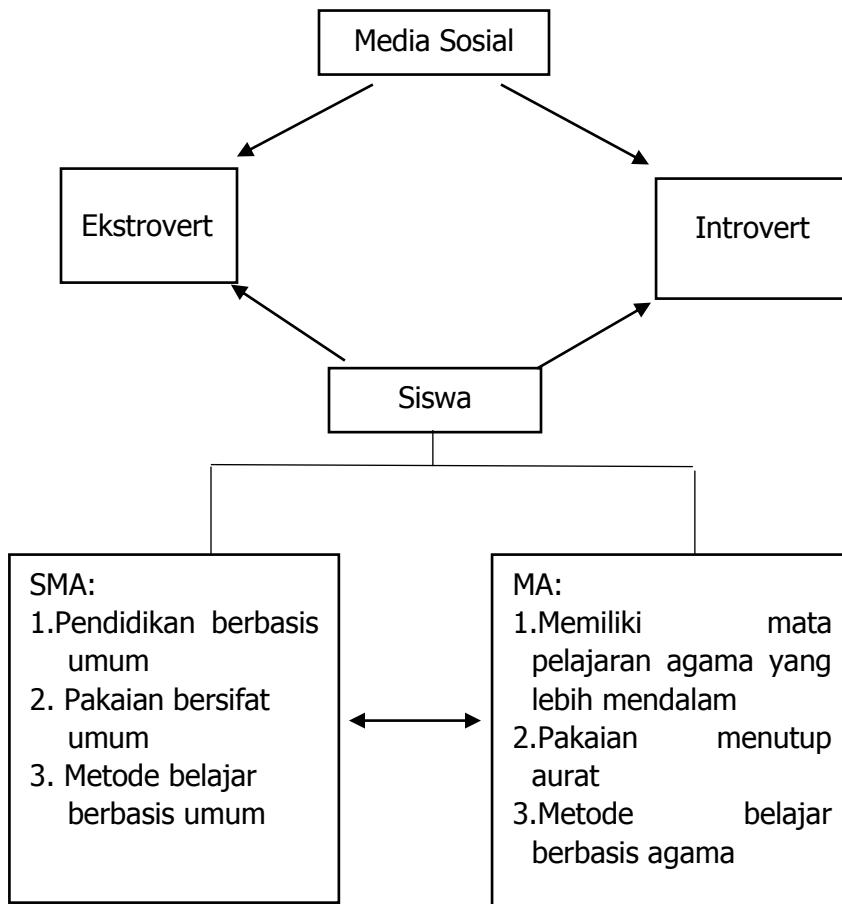 Media Sosial
Ekstrovert
Introvert
Siswa
SMA:
1.Pendidikan berbasis
umum
2. Pakaian bersifat
umum
3. Metode belajar
berbasis umum
MA:
1.Memiliki mata
pelajaran agama yang
lebih mendalam
2.Pakaian menutup
aurat
3.Metode belajar
berbasis agama